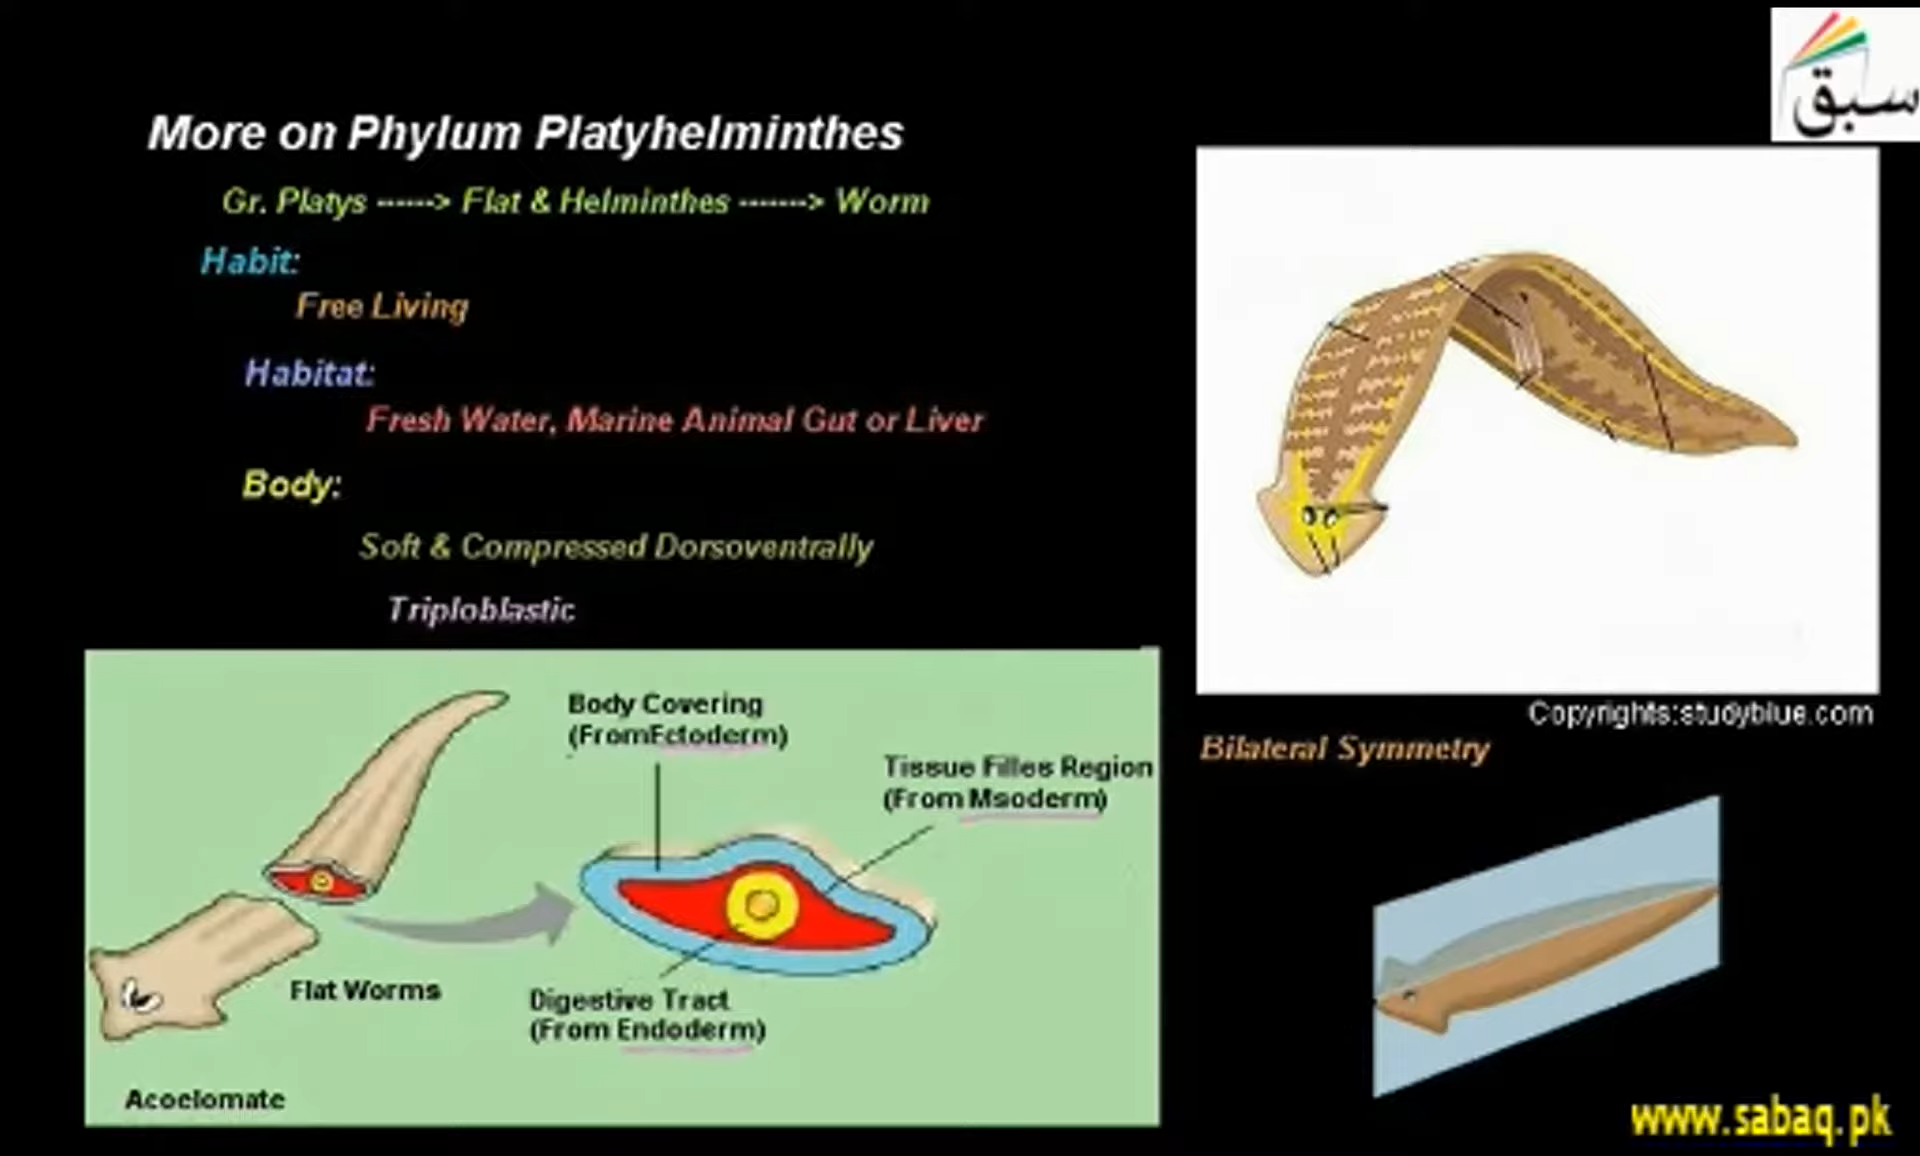 سبق
More on Phylum Platyhelminthes
Gr. Platys ------> Flat & Helminthes -------> Worm
Habit:
Free Living
Habitat:
Fresh Water, Marine Animal Gut or Liver
Body:
Soft & Compressed Dorsoventrally
Triploblastic
Body Covering
(FromEctoderm)
Tissue Filles Region
(From Msoderm)
Flat Worms
Digestive Tract
(From Endoderm)
Acoelomate
Copyrights:studyblue.com
Bilateral Symmetry
www.sabaq.pk